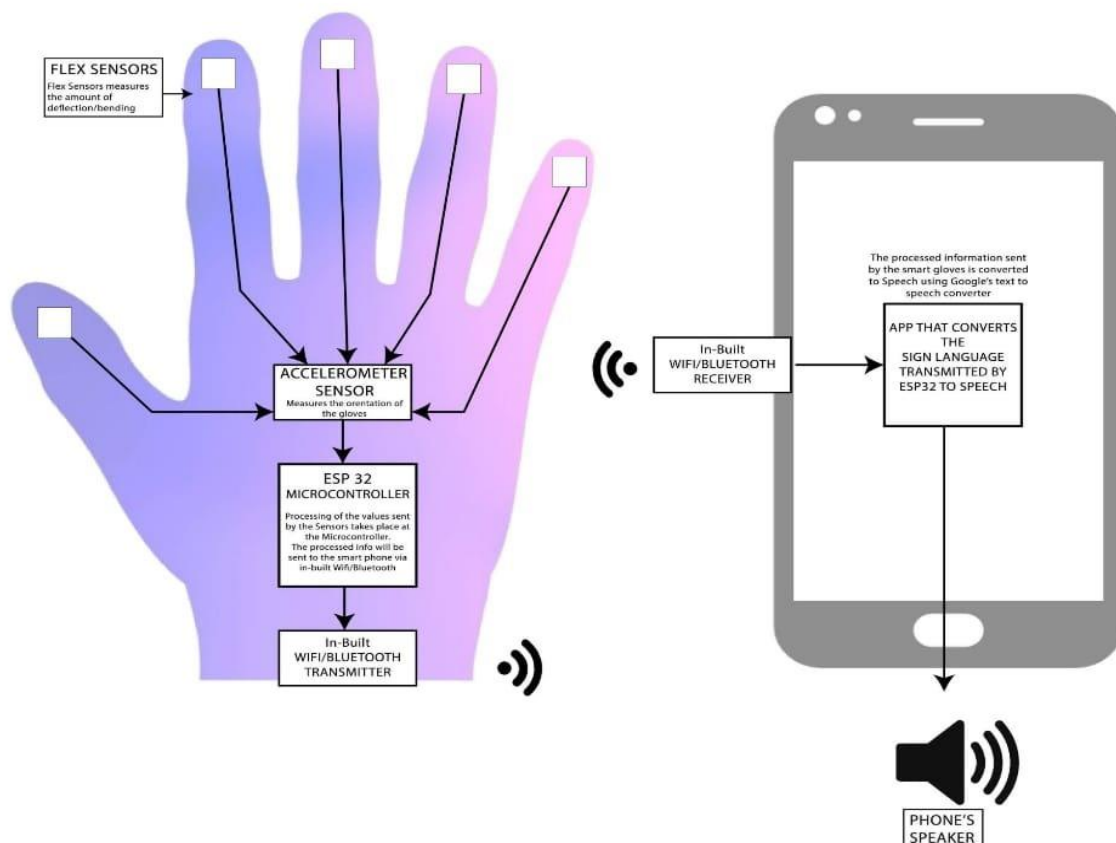 FLEX SENSORS
Flex Sensors measures
the amount of
deflection/bending
ACCELEROMETER
SENSOR
Measures the orentation of
the gloves
ESP 32
MICROCONTROLLER
Processing of the values sent
by the Sensors takes place at
the Microcontroller.
The processed info will be
sent to the smart phone via
in-built Wifi/Bluetooth
In-Built
WIFI/BLUETOOTH
TRANSMITTER
In-Built
WIFI/BLUETOOTH
RECEIVER
The processed information sent
by the smart gloves is converted
to Speech using Google's text to
speech converter
APP THAT CONVERTS
THE
SIGN LANGUAGE
TRANSMITTED BY
ESP32 TO SPEECH
PHONE'S
SPEAKER